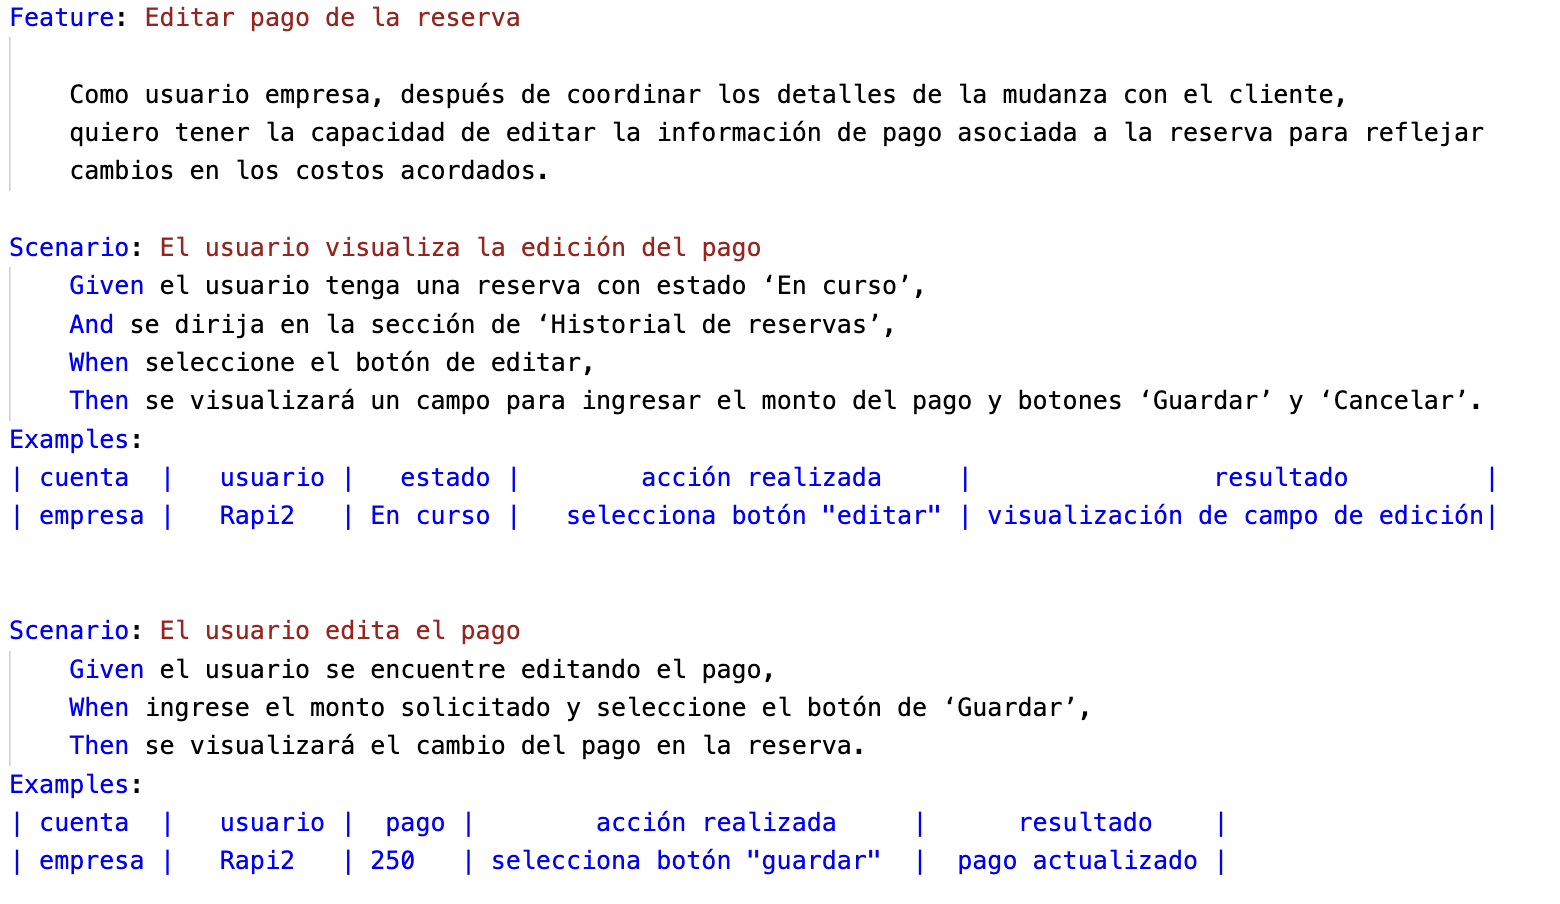 Feature: Editar pago de la reserva
Como usuario empresa, después de coordinar los detalles de la mudanza con el cliente,
quiero tener la capacidad de editar la información de pago asociada a la reserva para reflejar
cambios en los costos acordados.
Scenario: El usuario visualiza la edición del pago
Given el usuario tenga una reserva con estado ‘En curso’,
And se dirija en la sección de ‘Historial de reservas’,
When seleccione el botón de editar,
Then se visualizará un campo para ingresar el monto del pago y botones ‘Guardar’ y ‘Cancelar’.
Examples:
| cuenta | usuario | estado | acción realizada | resultado |
| empresa | Rapi2 | En curso | selecciona botón "editar" | visualización de campo de edición|
Scenario: El usuario edita el pago
Given el usuario se encuentre editando el pago,
When ingrese el monto solicitado y seleccione el botón de ‘Guardar’,
Then se visualizará el cambio del pago en la reserva.
Examples:
| cuenta | usuario | pago | acción realizada | resultado |
| empresa | Rapi2 | 250 | selecciona botón "guardar" | pago actualizado |